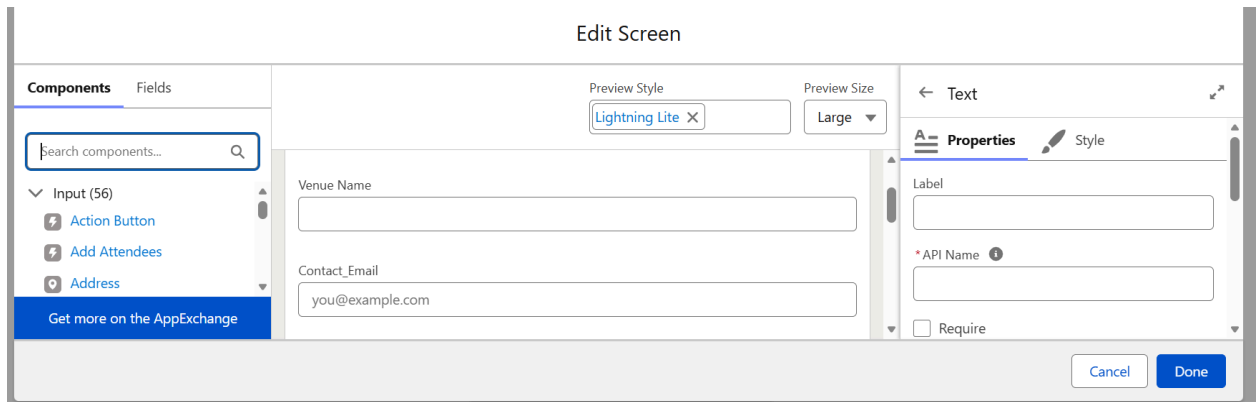 Edit Screen
Components Fields
Search components...
Input (56)
Action Button
Add Attendees
Address
Get more on the AppExchange
Preview Style
Lightning Lite
Preview Size
Large
Venue Name
Contact_Email
you@example.com
Text
Properties Style
Label
*API Name
Require
Cancel Done